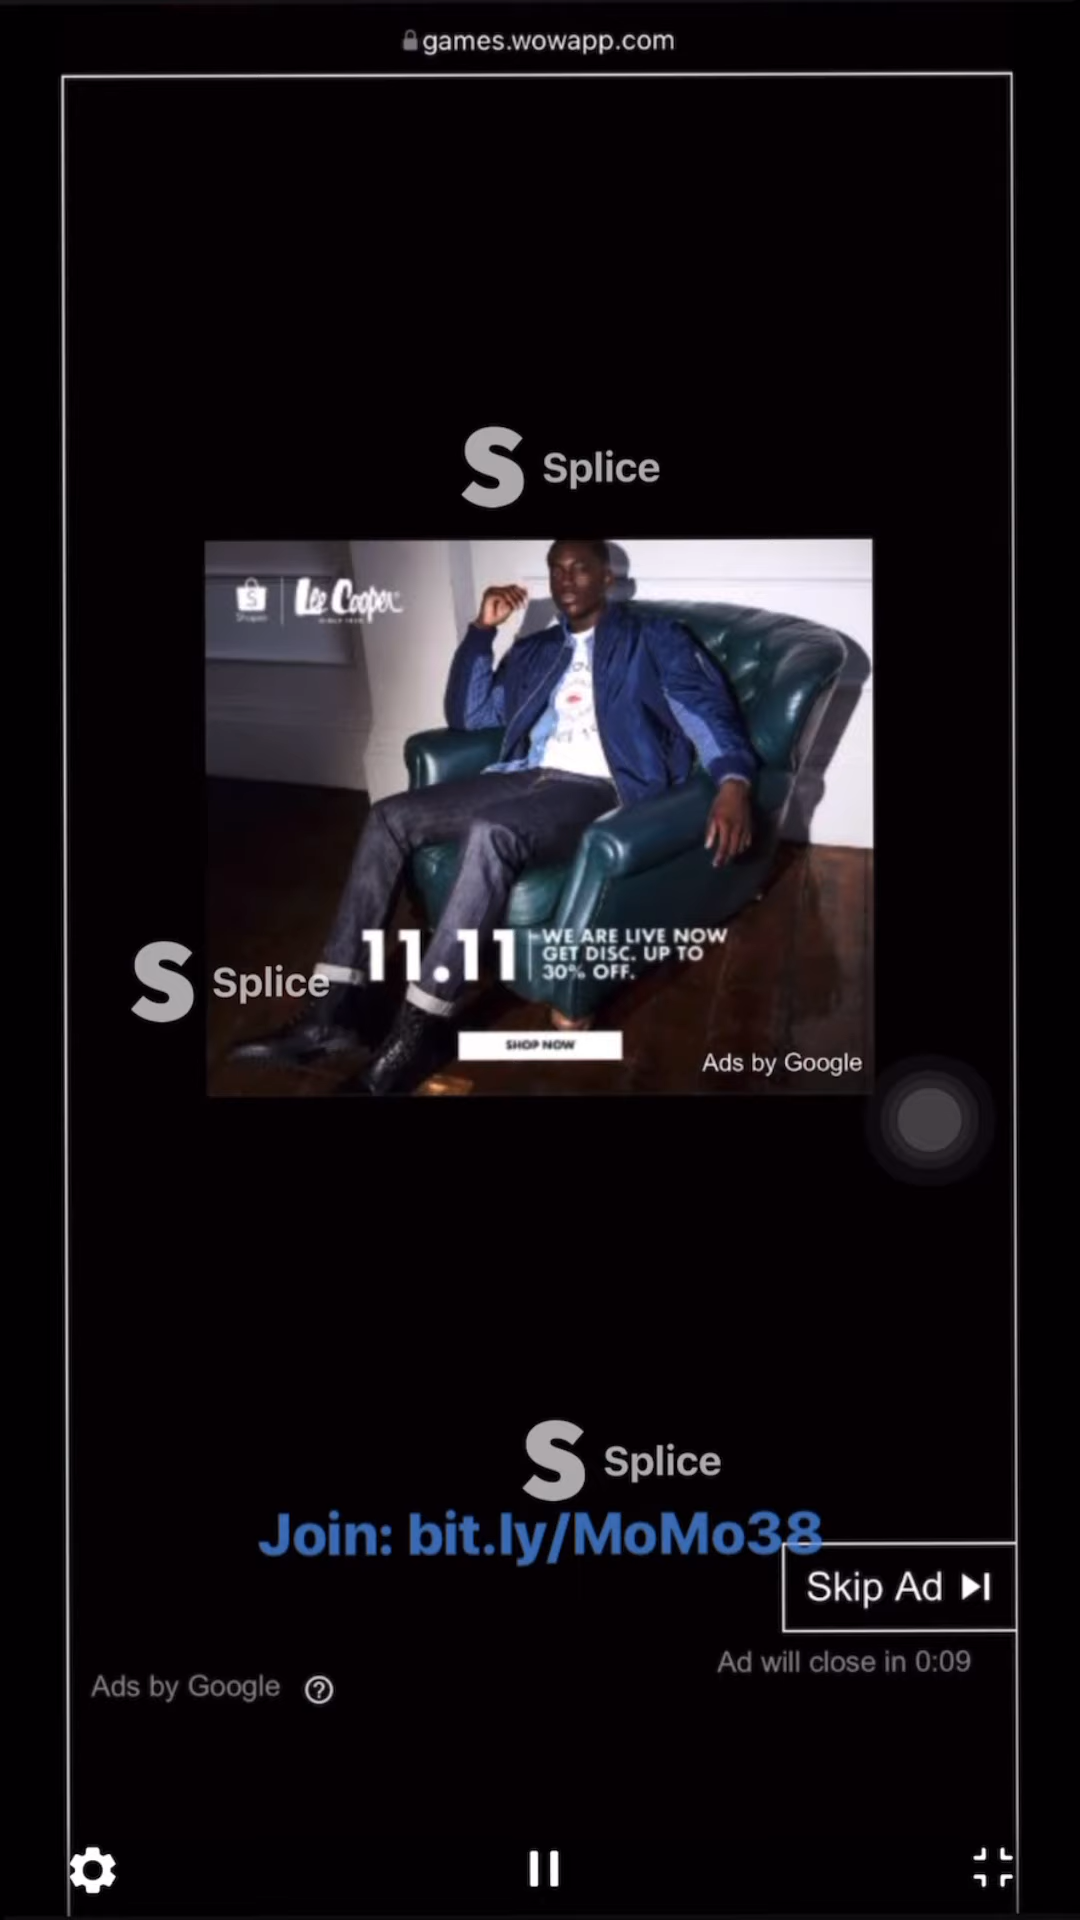 games.wowapp.com
S Splice
S
Shopee
Lee Cooper
11.11
WE ARE LIVE NOW
GET DISC. UP TO
30% OFF.
S Splice
SHOP NOW
Ads by Google
S Splice
Join: bit.ly/MoMo38
Skip Ad
Ad will close in 0:09
Ads by Google ?